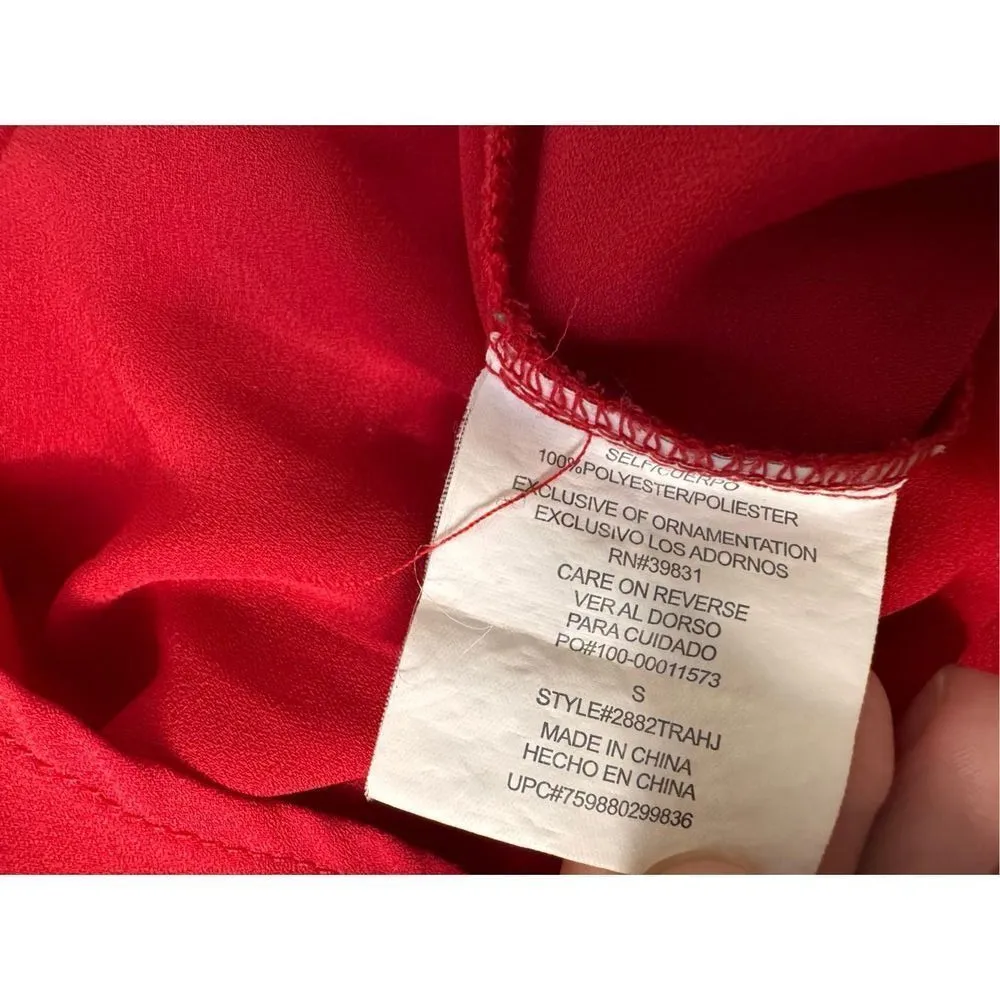 SELF/CUERPO
100%POLYESTER/POLIESTER
EXCLUSIVE OF ORNAMENTATION
EXCLUSIVO LOS ADORNOS
RN#39831
CARE ON REVERSE
VER AL DORSO
PARA CUIDADO
PO#100-00011573
S
STYLE#2882TRAHJ
MADE IN CHINA
HECHO EN CHINA
UPC#759880299836